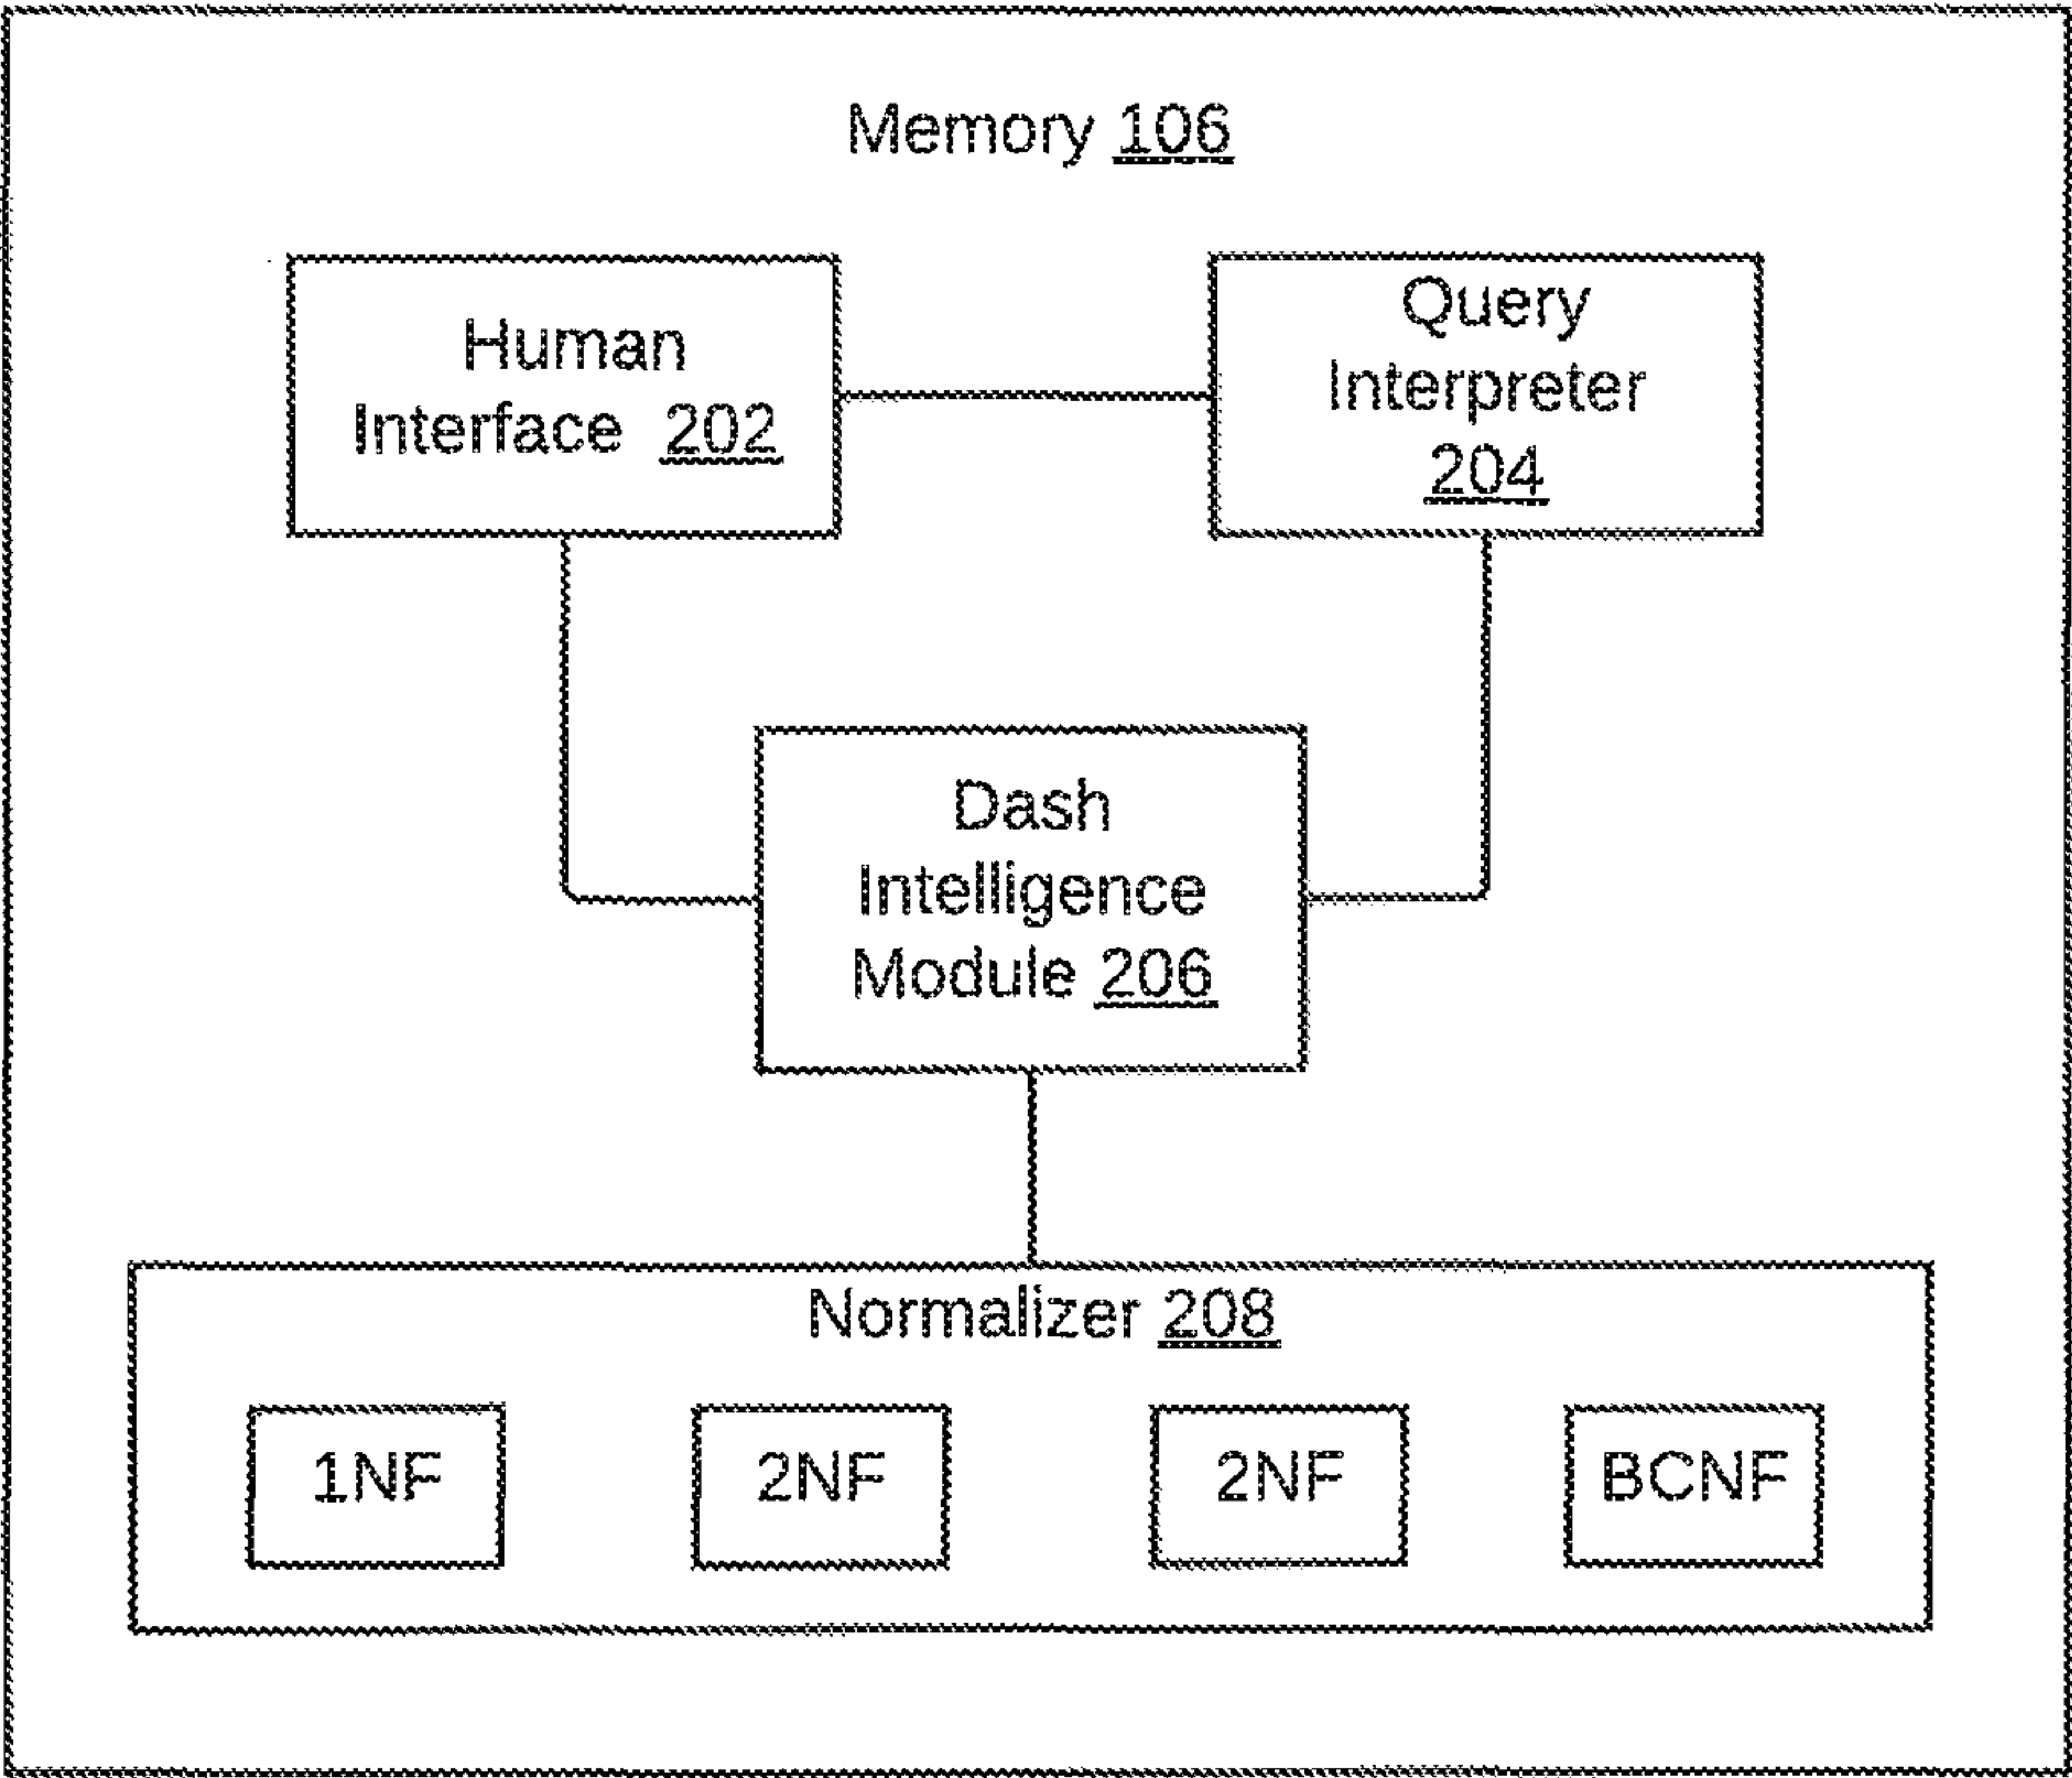 Memory 106
Human
Interface 202
Query
Interpreter
204
Dash
Intelligence
Module 206
Normalizer 208
1NF
2NF
2NF
BCNF